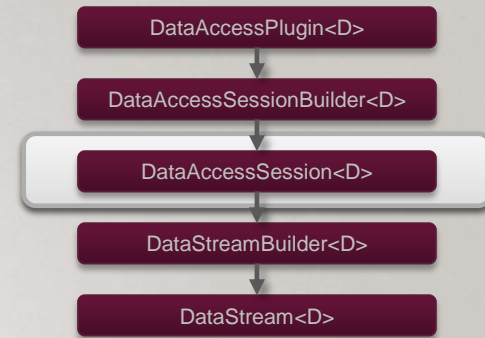 DataAccessPlugin<D>
DataAccessSessionBuilder<D>
DataAccessSession<D>
DataStreamBuilder<D>
DataStream<D>